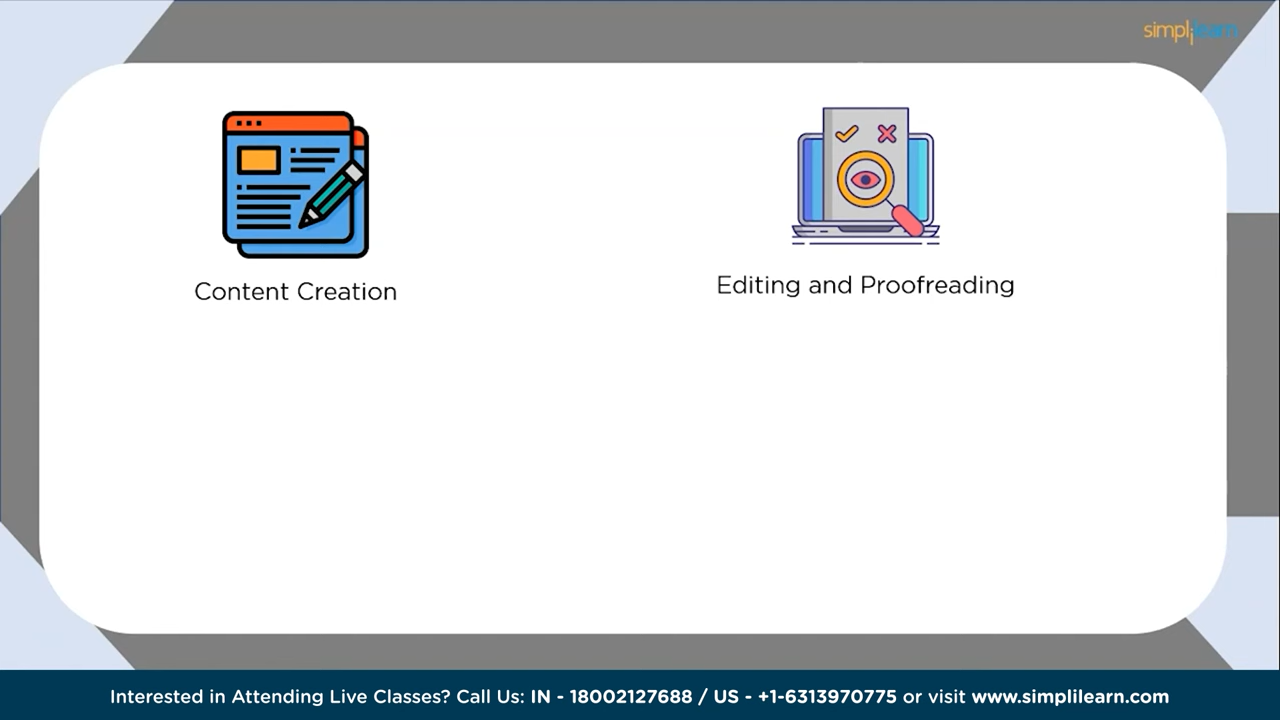 simplilearn
Content Creation
Editing and Proofreading
Interested in Attending Live Classes? Call Us: IN - 18002127688 / US - +1-6313970775 or visit www.simplilearn.com